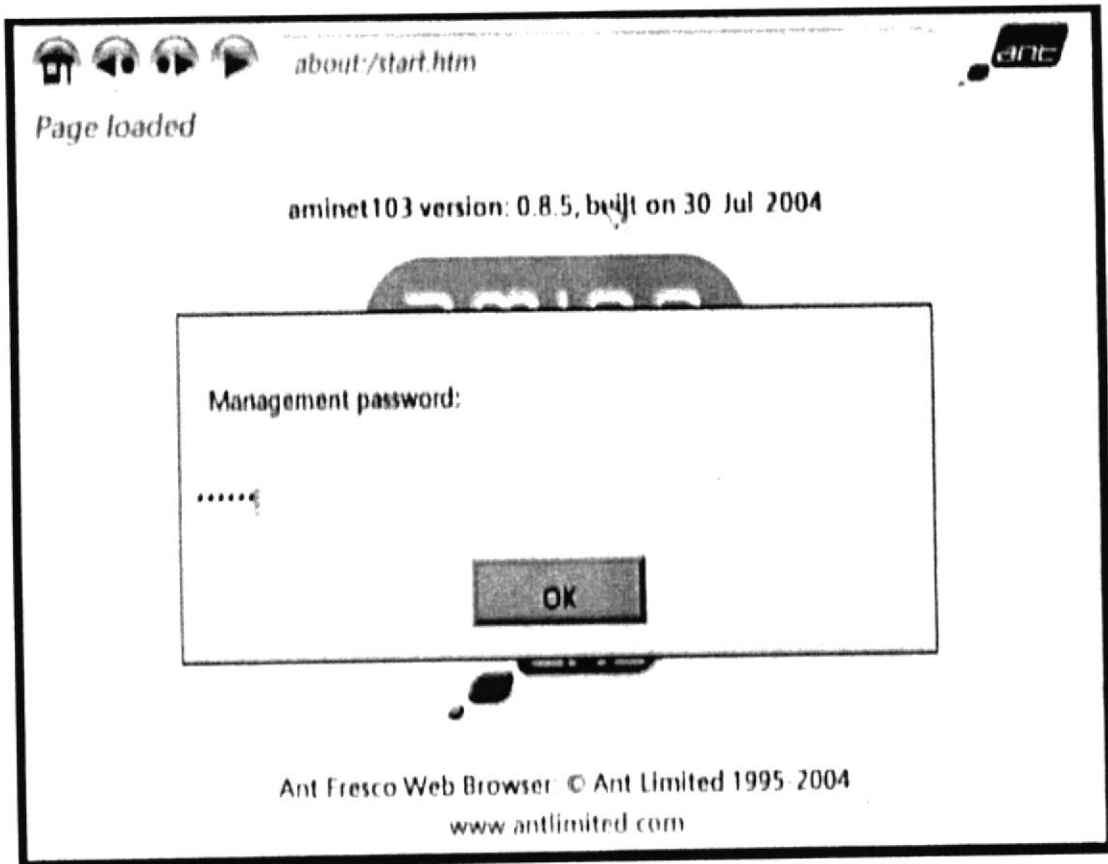 about:/start.htm
ant
Page loaded
aminet103 version: 0.8.5, built on 30 Jul 2004
Management password:
••••••
OK
Ant Fresco Web Browser © Ant Limited 1995-2004
www.antlimited.com